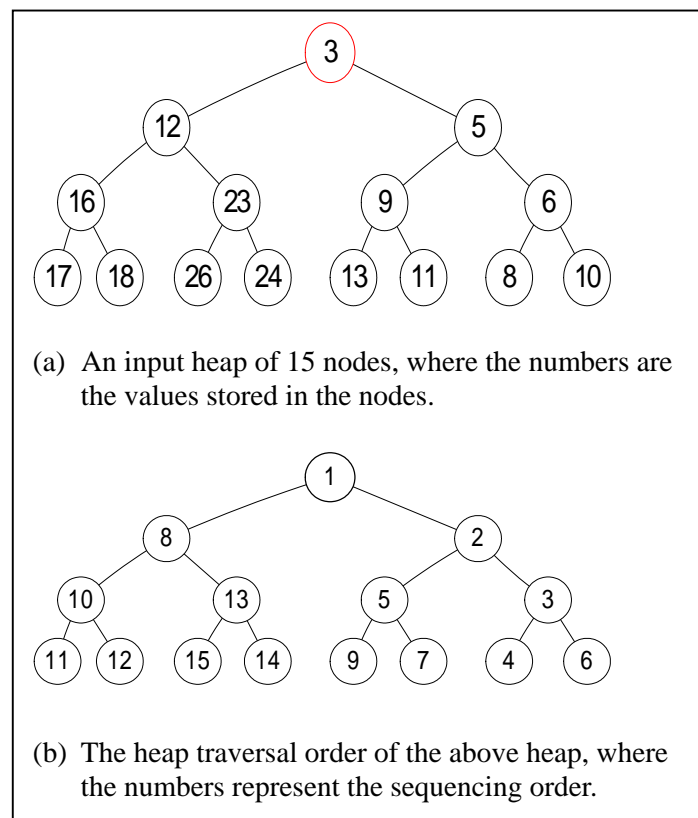 3
12 5
16 23 9 6
17 18 26 24 13 11 8 10
(a) An input heap of 15 nodes, where the numbers are
the values stored in the nodes.
1
8 2
10 13 5 3
11 12 15 14 9 7 4 6
(b) The heap traversal order of the above heap, where
the numbers represent the sequencing order.